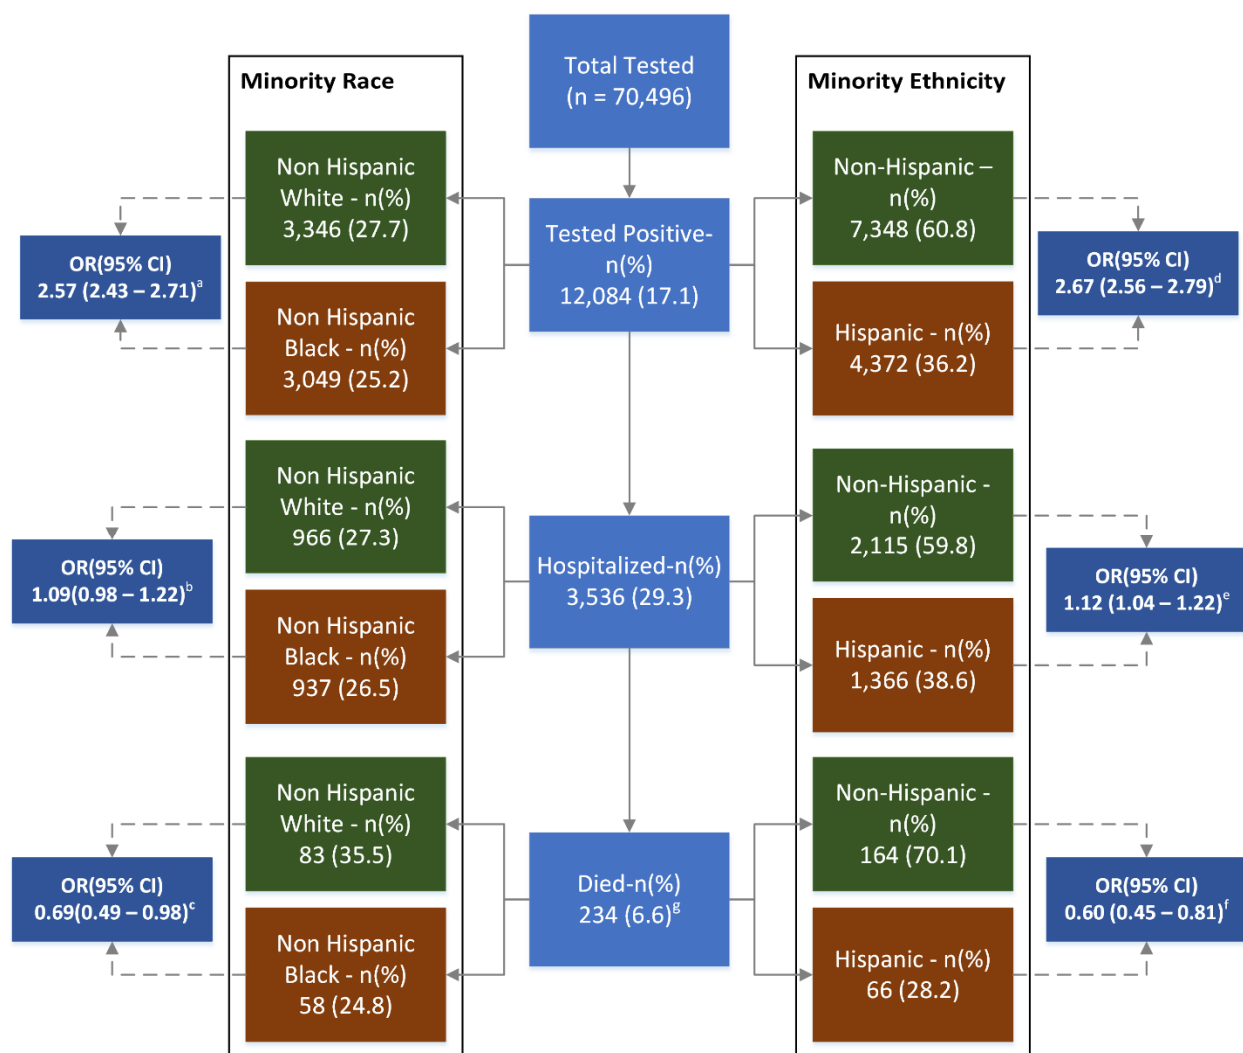 Total Tested
(n = 70,496)
Minority Race
Non Hispanic
White - n(%)
3,346 (27.7)
OR(95% CI)
2.57 (2.43 – 2.71)a
Non Hispanic
Black - n(%)
3,049 (25.2)
Non Hispanic
White - n(%)
966 (27.3)
OR(95% CI)
1.09(0.98 – 1.22)b
Non Hispanic
Black - n(%)
937 (26.5)
Non Hispanic
White - n(%)
83 (35.5)
OR(95% CI)
0.69(0.49 – 0.98)c
Non Hispanic
Black - n(%)
58 (24.8)
Tested Positive-
n(%)
12,084 (17.1)
Hospitalized-n(%)
3,536 (29.3)
Died-n(%)
234 (6.6)g
Minority Ethnicity
Non-Hispanic –
n(%)
7,348 (60.8)
OR(95% CI)
2.67 (2.56 – 2.79)d
Hispanic - n(%)
4,372 (36.2)
Non-Hispanic -
n(%)
2,115 (59.8)
OR(95% CI)
1.12 (1.04 – 1.22)e
Hispanic - n(%)
1,366 (38.6)
Non-Hispanic -
n(%)
164 (70.1)
OR(95% CI)
0.60 (0.45 – 0.81)f
Hispanic - n(%)
66 (28.2)